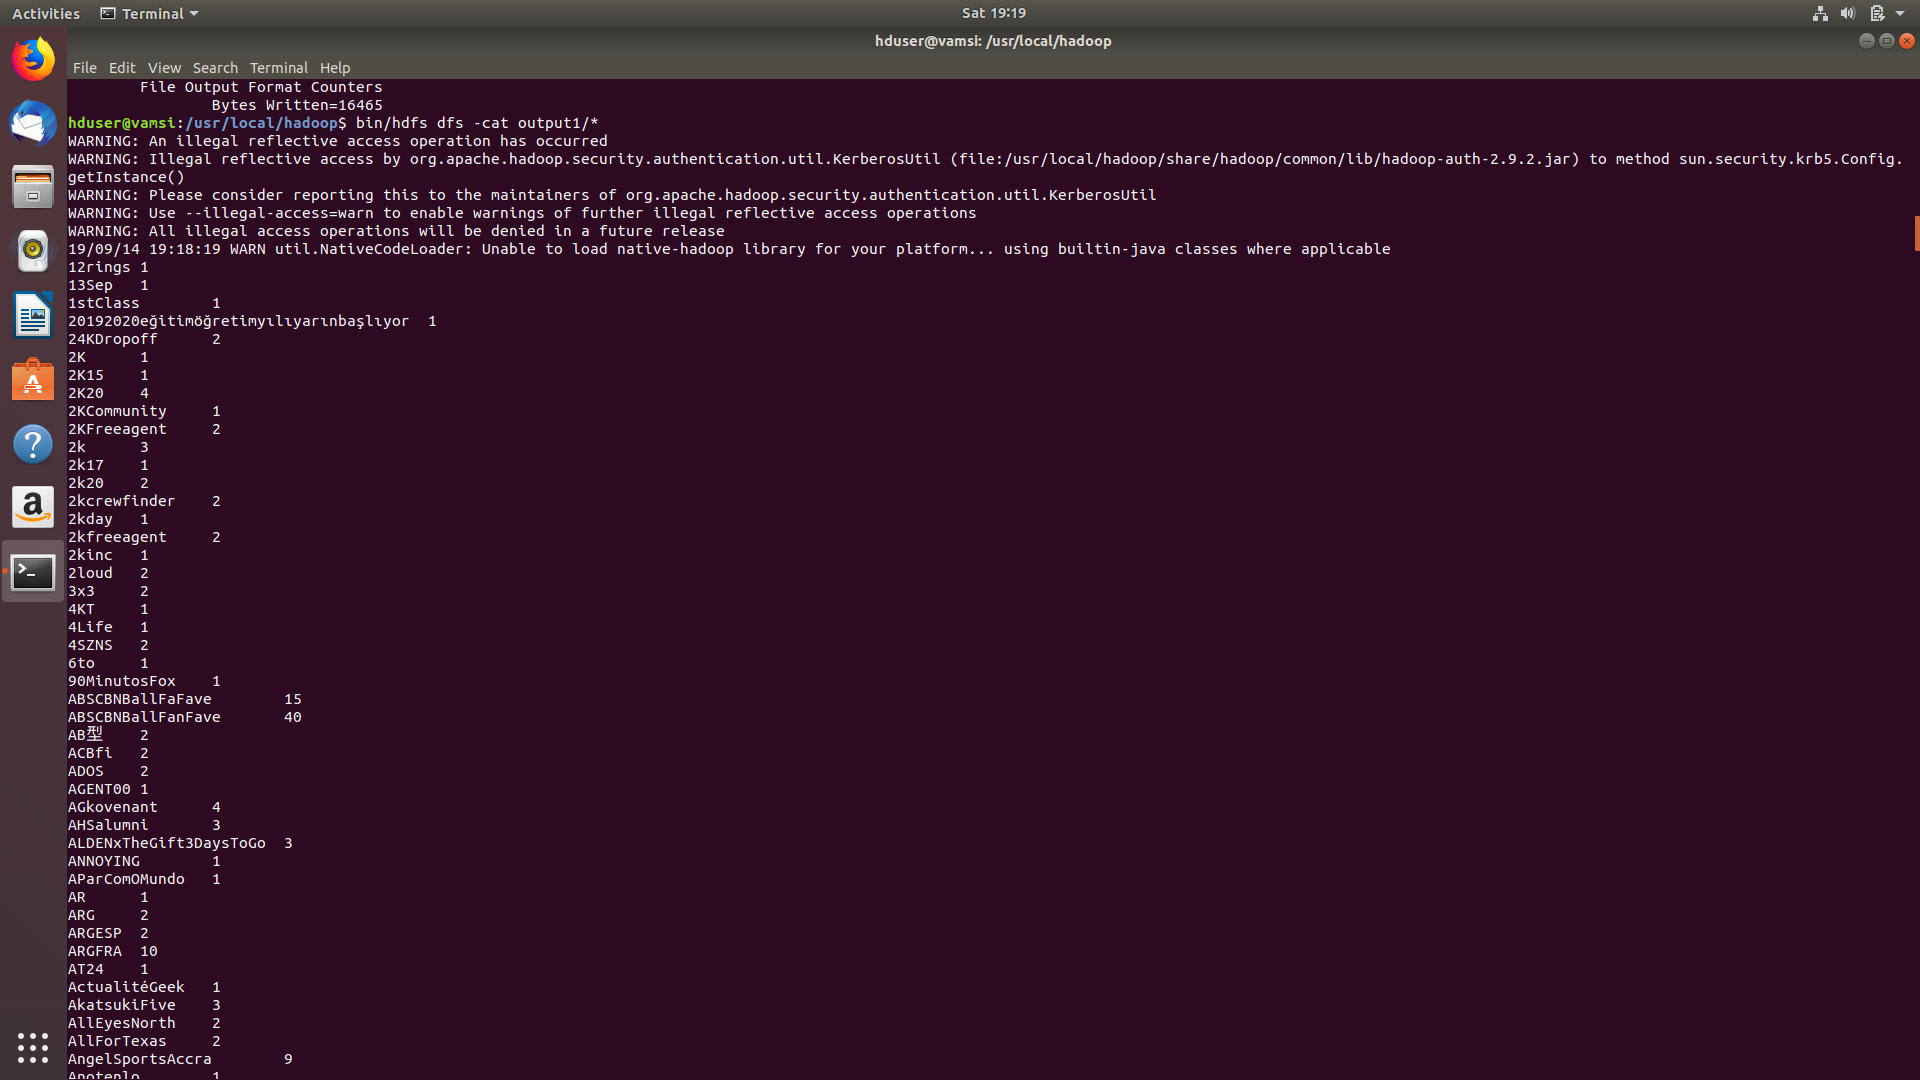 Activities Terminal Sat 19:19
hduser@vamsi: /usr/local/hadoop
File Edit View Search Terminal Help
File Output Format Counters
Bytes Written=16465
hduser@vamsi:/usr/local/hadoop$ bin/hdfs dfs -cat output1/*
WARNING: An illegal reflective access operation has occurred
WARNING: Illegal reflective access by org.apache.hadoop.security.authentication.util.KerberosUtil (file:/usr/local/hadoop/share/hadoop/common/lib/hadoop-auth-2.9.2.jar) to method sun.security.krb5.Config.
getInstance()
WARNING: Please consider reporting this to the maintainers of org.apache.hadoop.security.authentication.util.KerberosUtil
WARNING: Use --illegal-access=warn to enable warnings of further illegal reflective access operations
WARNING: All illegal access operations will be denied in a future release
19/09/14 19:18:19 WARN util.NativeCodeLoader: Unable to load native-hadoop library for your platform... using builtin-java classes where applicable
12rings 1
13Sep 1
1stClass 1
20192020eğitimöğretimyılıyarınbaşlıyor 1
24KDropoff 2
2K 1
2K15 1
2K20 4
2KCommunity 1
2KFreeagent 2
2k 3
2k17 1
2k20 2
2kcrewfinder 2
2kday 1
2kfreeagent 2
2kinc 1
2loud 2
3x3 2
4KT 1
4Life 1
4SZNS 2
6to 1
90MinutosFox 1
ABSCBNBallFaFave 15
ABSCBNBallFanFave 40
AB型 2
ACBfi 2
ADOS 2
AGENT00 1
AGkovenant 4
AHSalumni 3
ALDENxTheGift3DaysToGo 3
ANNOYING 1
AParComOMundo 1
AR 1
ARG 2
ARGESP 2
ARGFRA 10
AT24 1
ActualitéGeek 1
AkatsukiFive 3
AllEyesNorth 2
AllForTexas 2
AngelSportsAccra 9